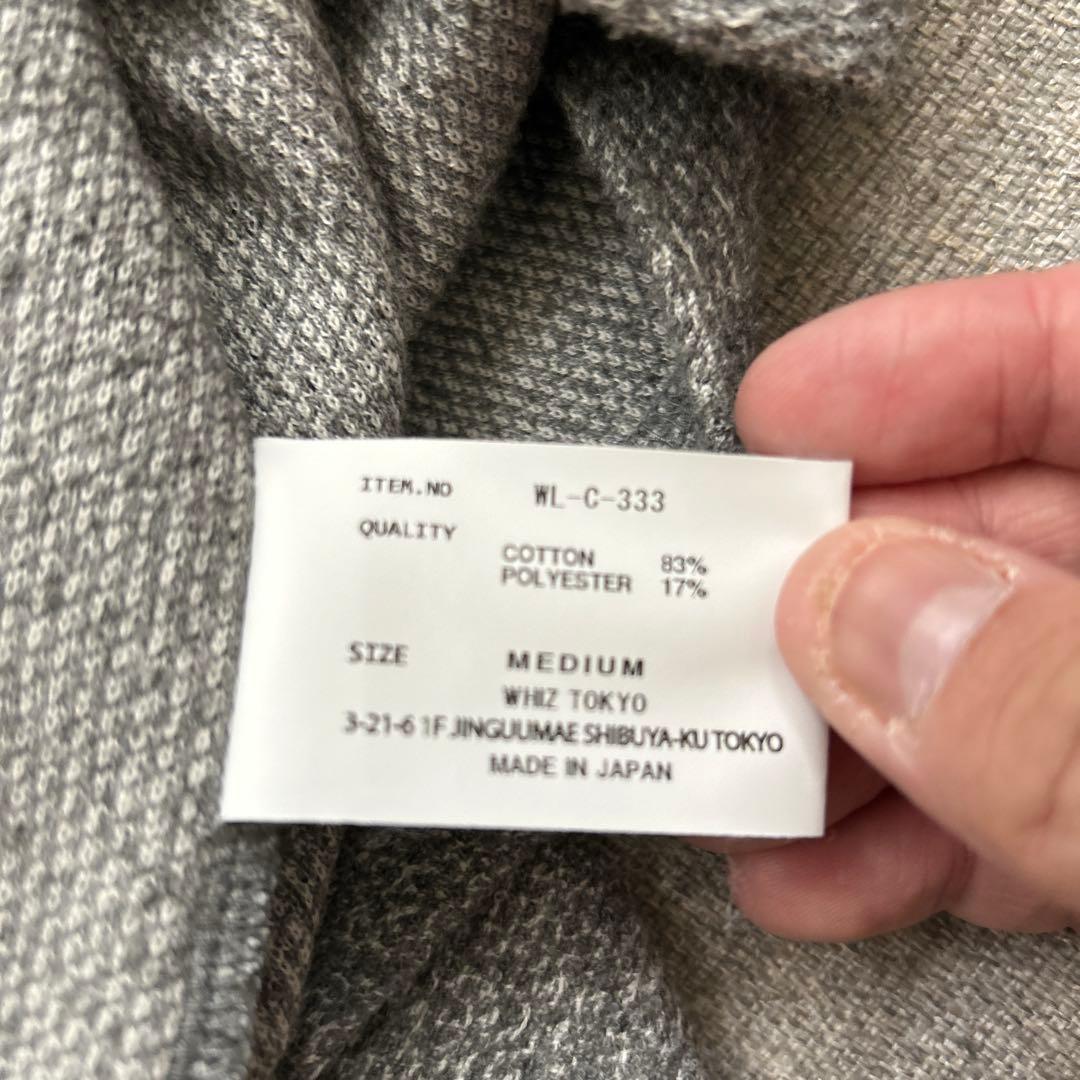 ITEM.NO WL-C-333
QUALITY
COTTON 83%
POLYESTER 17%
SIZE MEDIUM
WHIZ TOKYO
3-21-6 1F JINGUUMAE SHIBUYA-KU TOKYO
MADE IN JAPAN